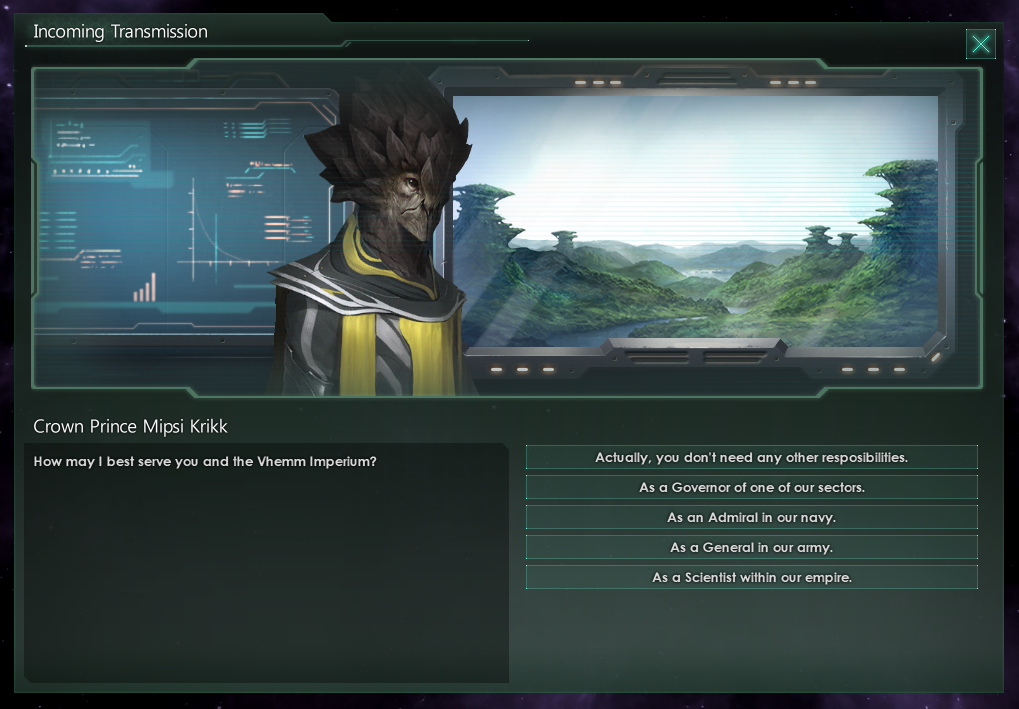 Incoming Transmission
Crown Prince Mipsi Krikk
How may I best serve you and the Vhemm Imperium?
Actually, you don't need any other resposibilities.
As a Governor of one of our sectors.
As an Admiral in our navy.
As a General in our army.
As a Scientist within our empire.